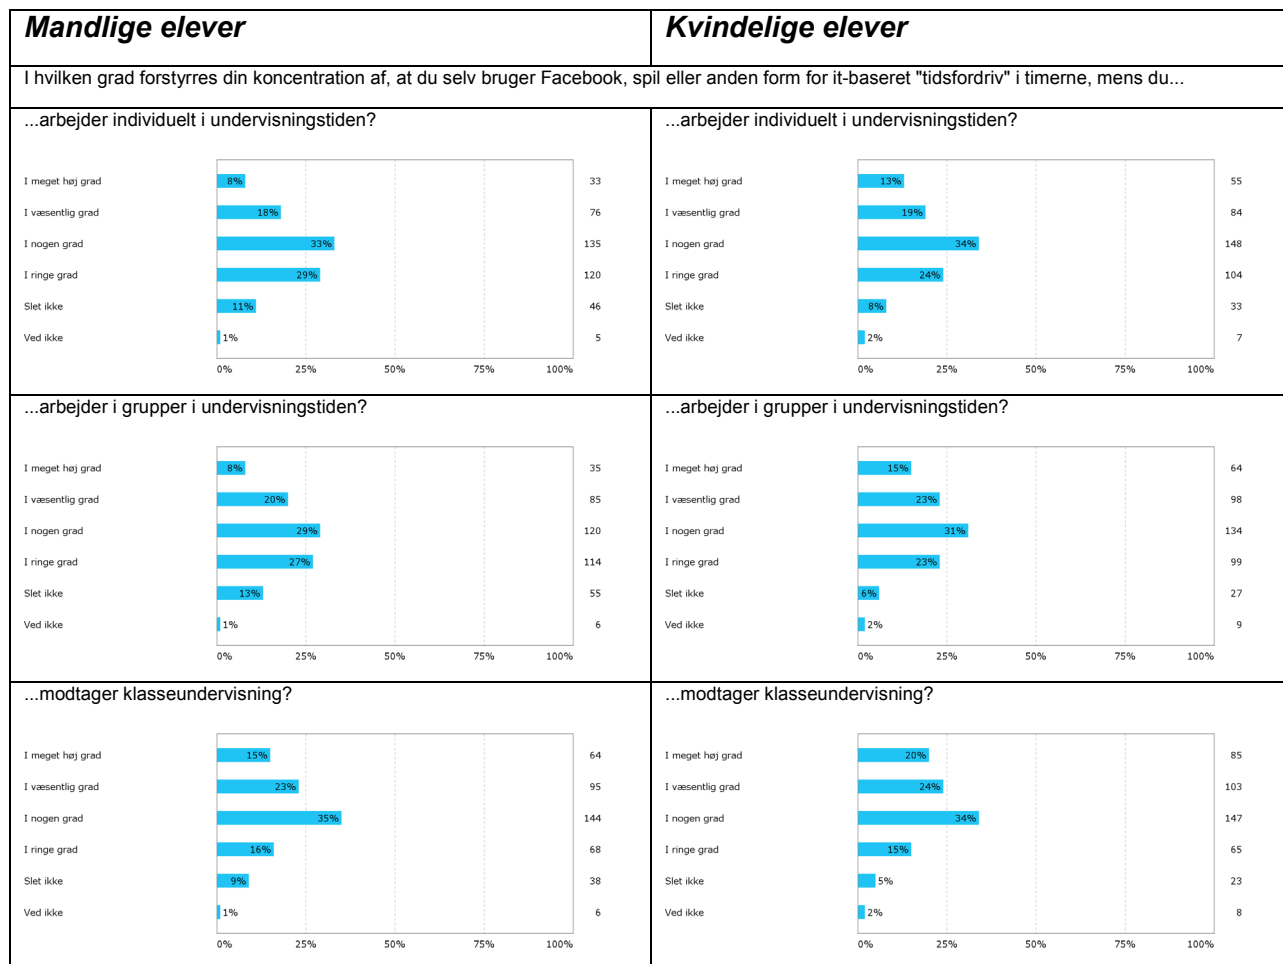 Mandlige elever
Kvindelige elever
I hvilken grad forstyrres din koncentration af, at du selv bruger Facebook, spil eller anden form for it-baseret "tidsfordriv" i timerne, mens du...
...arbejder individuelt i undervisningstiden?
I meget høj grad 8% 33
I væsentlig grad 18% 76
I nogen grad 33% 135
I ringe grad 29% 120
Slet ikke 11% 46
Ved ikke 1% 5
0% 25% 50% 75% 100%
...arbejder individuelt i undervisningstiden?
I meget høj grad 13% 55
I væsentlig grad 19% 84
I nogen grad 34% 148
I ringe grad 24% 104
Slet ikke 8% 33
Ved ikke 2% 7
0% 25% 50% 75% 100%
...arbejder i grupper i undervisningstiden?
I meget høj grad 8% 35
I væsentlig grad 20% 85
I nogen grad 29% 120
I ringe grad 27% 114
Slet ikke 13% 55
Ved ikke 1% 6
0% 25% 50% 75% 100%
...arbejder i grupper i undervisningstiden?
I meget høj grad 15% 64
I væsentlig grad 23% 98
I nogen grad 31% 134
I ringe grad 23% 99
Slet ikke 6% 27
Ved ikke 2% 9
0% 25% 50% 75% 100%
...modtager klasseundervisning?
I meget høj grad 15% 64
I væsentlig grad 23% 95
I nogen grad 35% 144
I ringe grad 16% 68
Slet ikke 9% 38
Ved ikke 1% 6
0% 25% 50% 75% 100%
...modtager klasseundervisning?
I meget høj grad 20% 85
I væsentlig grad 24% 103
I nogen grad 34% 147
I ringe grad 15% 65
Slet ikke 5% 23
Ved ikke 2% 8
0% 25% 50% 75% 100%